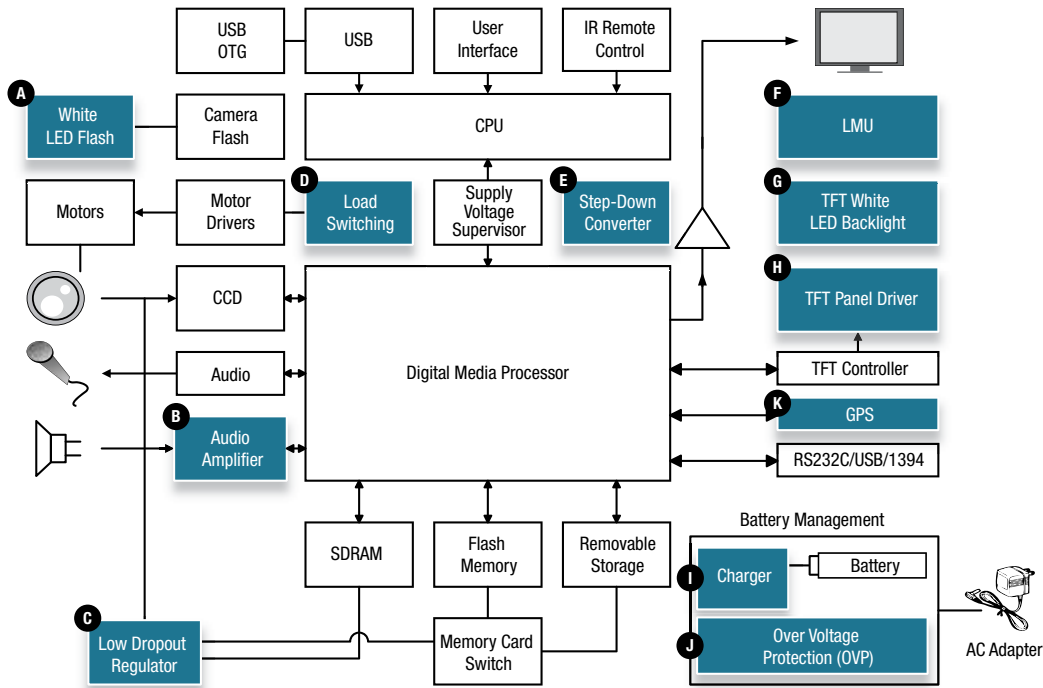 USB
OTG
USB
User
Interface
IR Remote
Control
A
White
LED Flash
Camera
Flash
CPU
F
LMU
Motors
Motor
Drivers
D
Load
Switching
Supply
Voltage
Supervisor
E
Step-Down
Converter
G
TFT White
LED Backlight
CCD
H
TFT Panel Driver
Audio
Digital Media Processor
TFT Controller
B
Audio
Amplifier
K
GPS
RS232C/USB/1394
SDRAM
Flash
Memory
Removable
Storage
Battery Management
I
Charger
Battery
C
Low Dropout
Regulator
Memory Card
Switch
J
Over Voltage
Protection (OVP)
AC Adapter